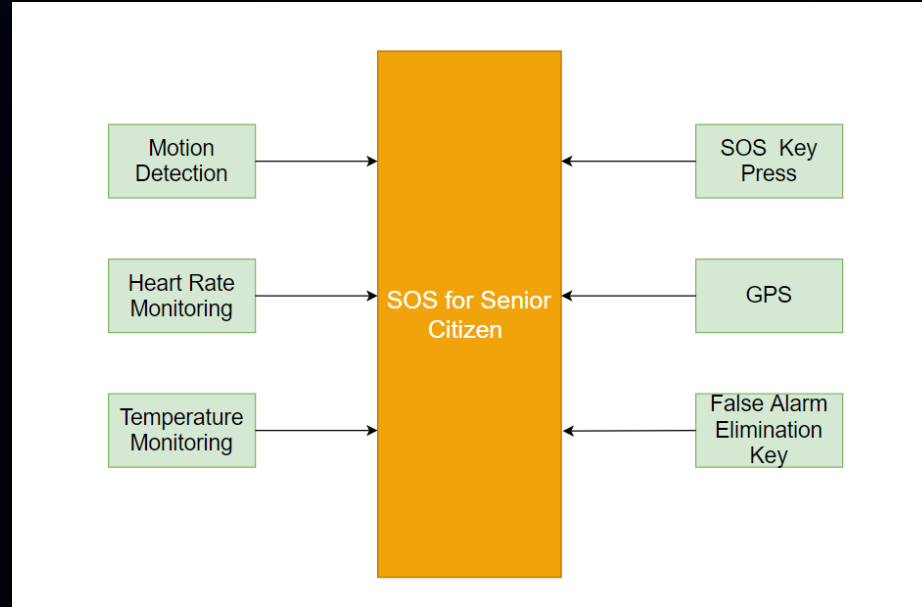 Motion
Detection
Heart Rate
Monitoring
Temperature
Monitoring
SOS for Senior
Citizen
SOS Key
Press
GPS
False Alarm
Elimination
Key